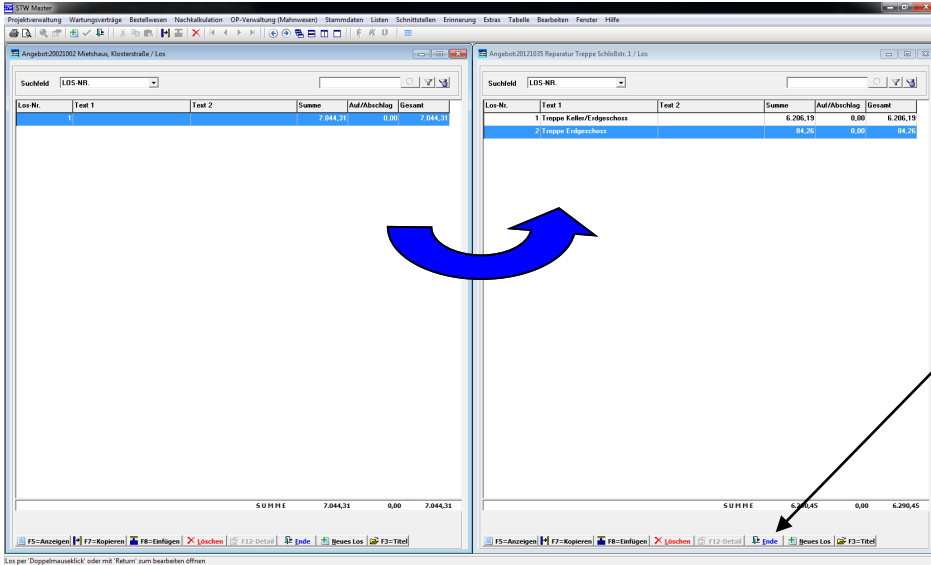 STW Master
Projektverwaltung Wartungsverträge Bestellwesen Nachkalkulation OP-Verwaltung (Mahnwesen) Stammdaten Listen Schnittstellen Erinnerung Extras Tabelle Bearbeiten Fenster Hilfe
F K U
Angebot:20021002 Mietshaus, Klosterstraße / Los
Suchfeld LOS-NR.
Los-Nr. Text 1 Text 2 Summe Auf/Abschlag Gesamt
1 7.044,31 0,00 7.044,31
SUMME 7.044,31 0,00 7.044,31
F5=Anzeigen F7=Kopieren F8=Einfügen Löschen F12-Detail Ende Neues Los F3=Titel
Angebot:20121035 Reparatur Treppe Schloßstr. 1 / Los
Suchfeld LOS-NR.
Los-Nr. Text 1 Text 2 Summe Auf/Abschlag Gesamt
1 Treppe Keller/Erdgeschoss 6.206,19 0,00 6.206,19
2 Treppe Erdgeschoss 84,26 0,00 84,26
SUMME 6.290,45 0,00 6.290,45
F5=Anzeigen F7=Kopieren F8=Einfügen Löschen F12-Detail Ende Neues Los F3=Titel
Los per 'Doppelmauseklick' oder mit 'Return' zum bearbeiten öffnen